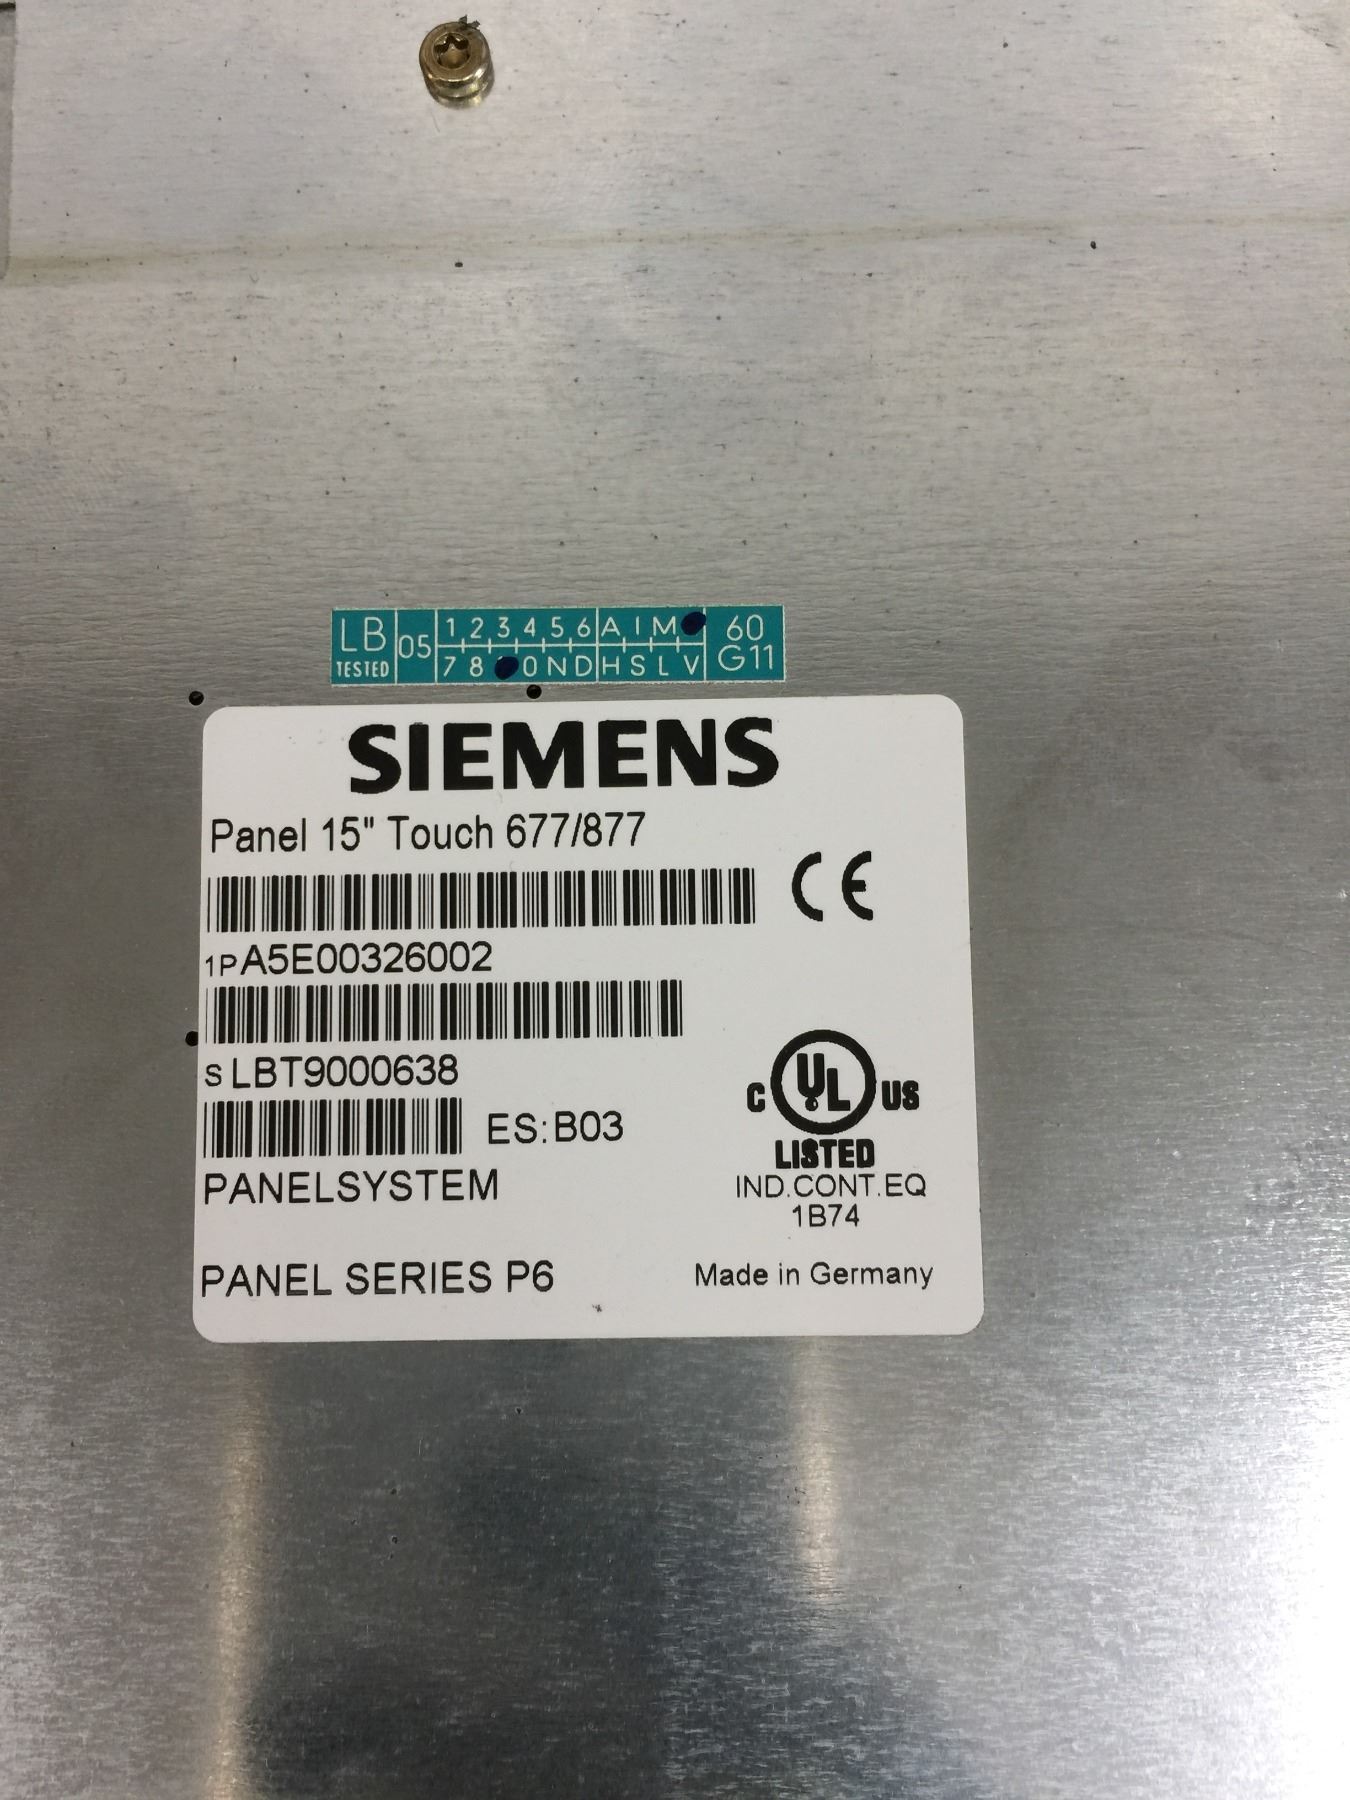 LB 05 1 2 3 4 5 6 A I M 60
TESTED 7 8 0 N D H S L V G11
SIEMENS
Panel 15" Touch 677/877
CE
1P A5E00326002
S LBT9000638
C UL US
LISTED
ES: B03
PANELSYSTEM
IND.CONT.EQ
1B74
PANEL SERIES P6
Made in Germany